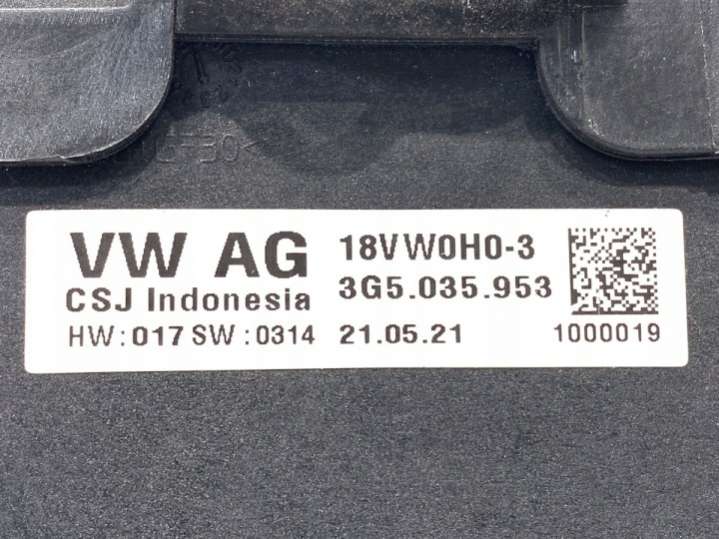 VW AG
CSJ Indonesia
HW:017 SW:0314
18VW0H0-3
3G5.035.953
21.05.21
1000019